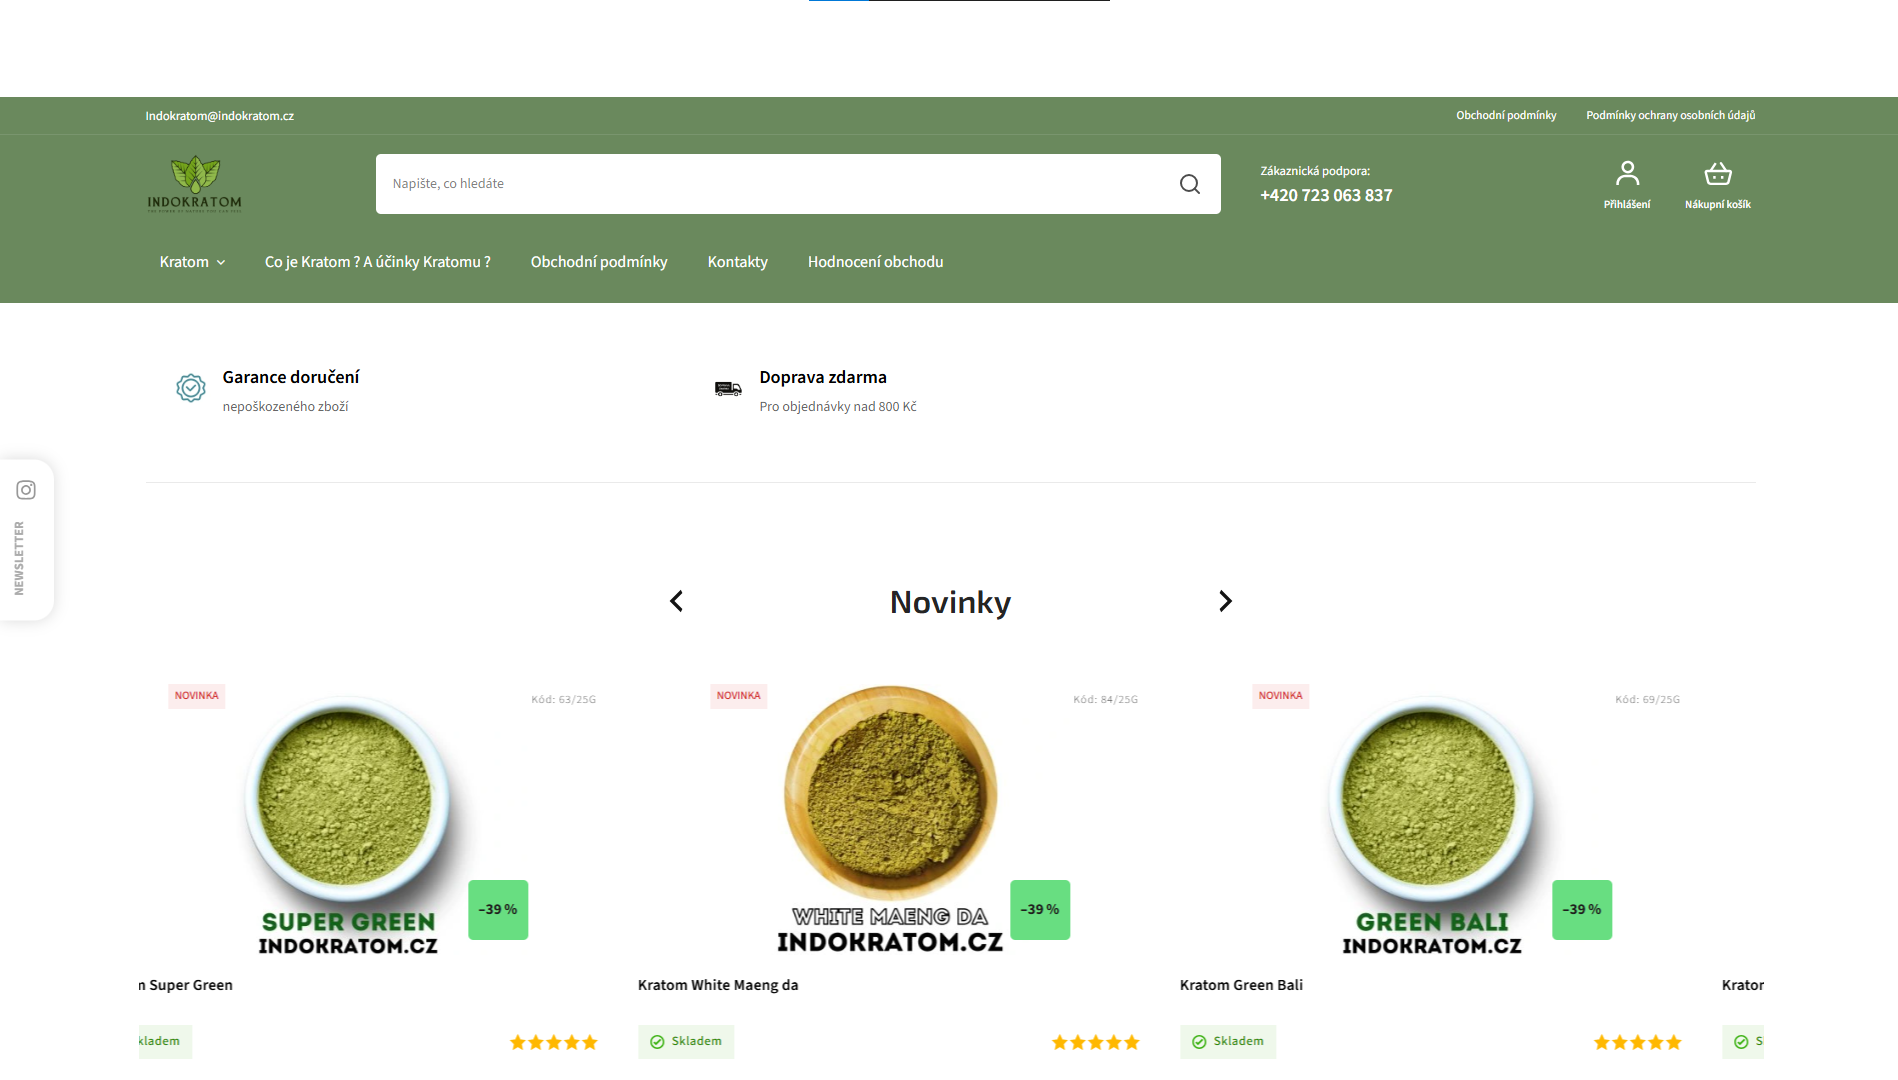 Indokratom@indokratom.cz
Obchodní podmínky
Podmínky ochrany osobních údajů
INDOKRATOM
Napište, co hledáte
Zákaznická podpora:
+420 723 063 837
Přihlášení
Nákupní košík
Kratom
Co je Kratom ? A účinky Kratomu ?
Obchodní podmínky
Kontakty
Hodnocení obchodu
Garance doručení
nepoškozeného zboží
Doprava zdarma
Pro objednávky nad 800 Kč
NEWSLETTER
Novinky
NOVINKA
Kód: 63/25G
SUPER GREEN
INDOKRATOM.CZ
–39 %
m Super Green
kladem
NOVINKA
Kód: 84/25G
WHITE MAENG DA
INDOKRATOM.CZ
–39 %
Kratom White Maeng da
Skladem
NOVINKA
Kód: 69/25G
GREEN BALI
INDOKRATOM.CZ
–39 %
Kratom Green Bali
Skladem
Kratom
S